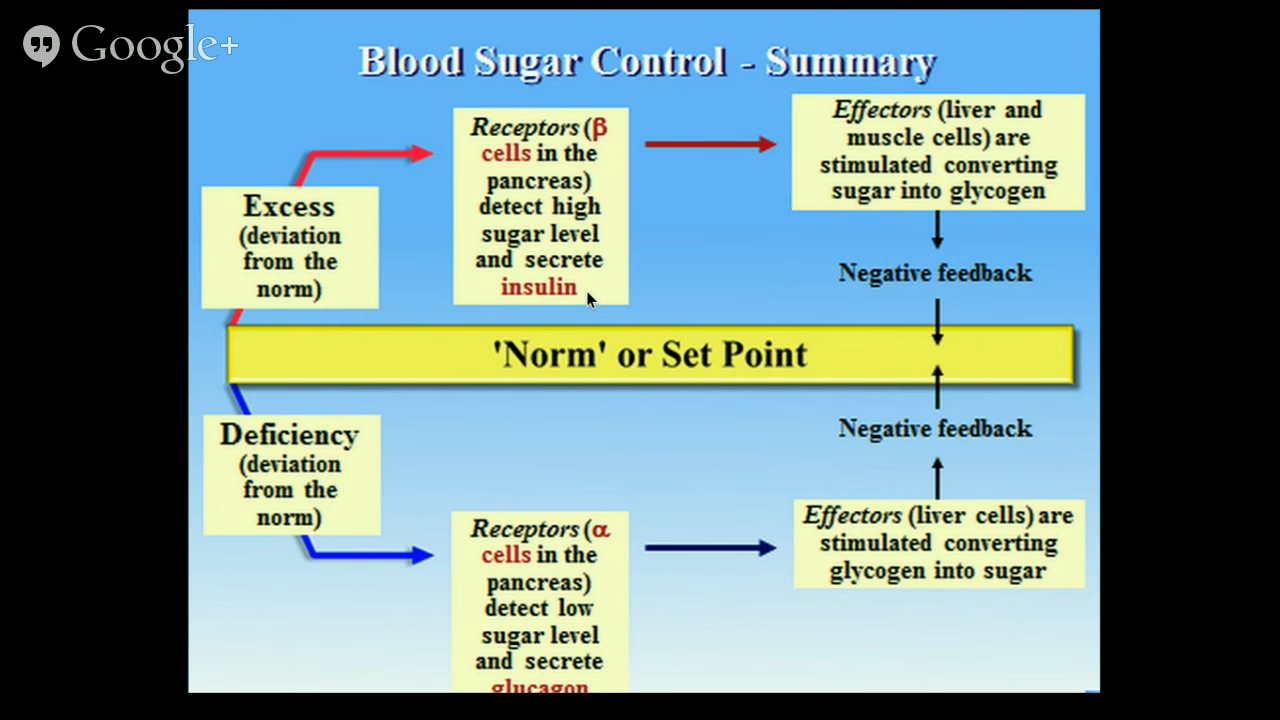 Google+
Blood Sugar Control - Summary
Excess
(deviation
from the
norm)
Receptors (β
cells in the
pancreas)
detect high
sugar level
and secrete
insulin
Effectors (liver and
muscle cells) are
stimulated converting
sugar into glycogen
Negative feedback
'Norm' or Set Point
Negative feedback
Deficiency
(deviation
from the
norm)
Receptors (α
cells in the
pancreas)
detect low
sugar level
and secrete
glucagon
Effectors (liver cells) are
stimulated converting
glycogen into sugar